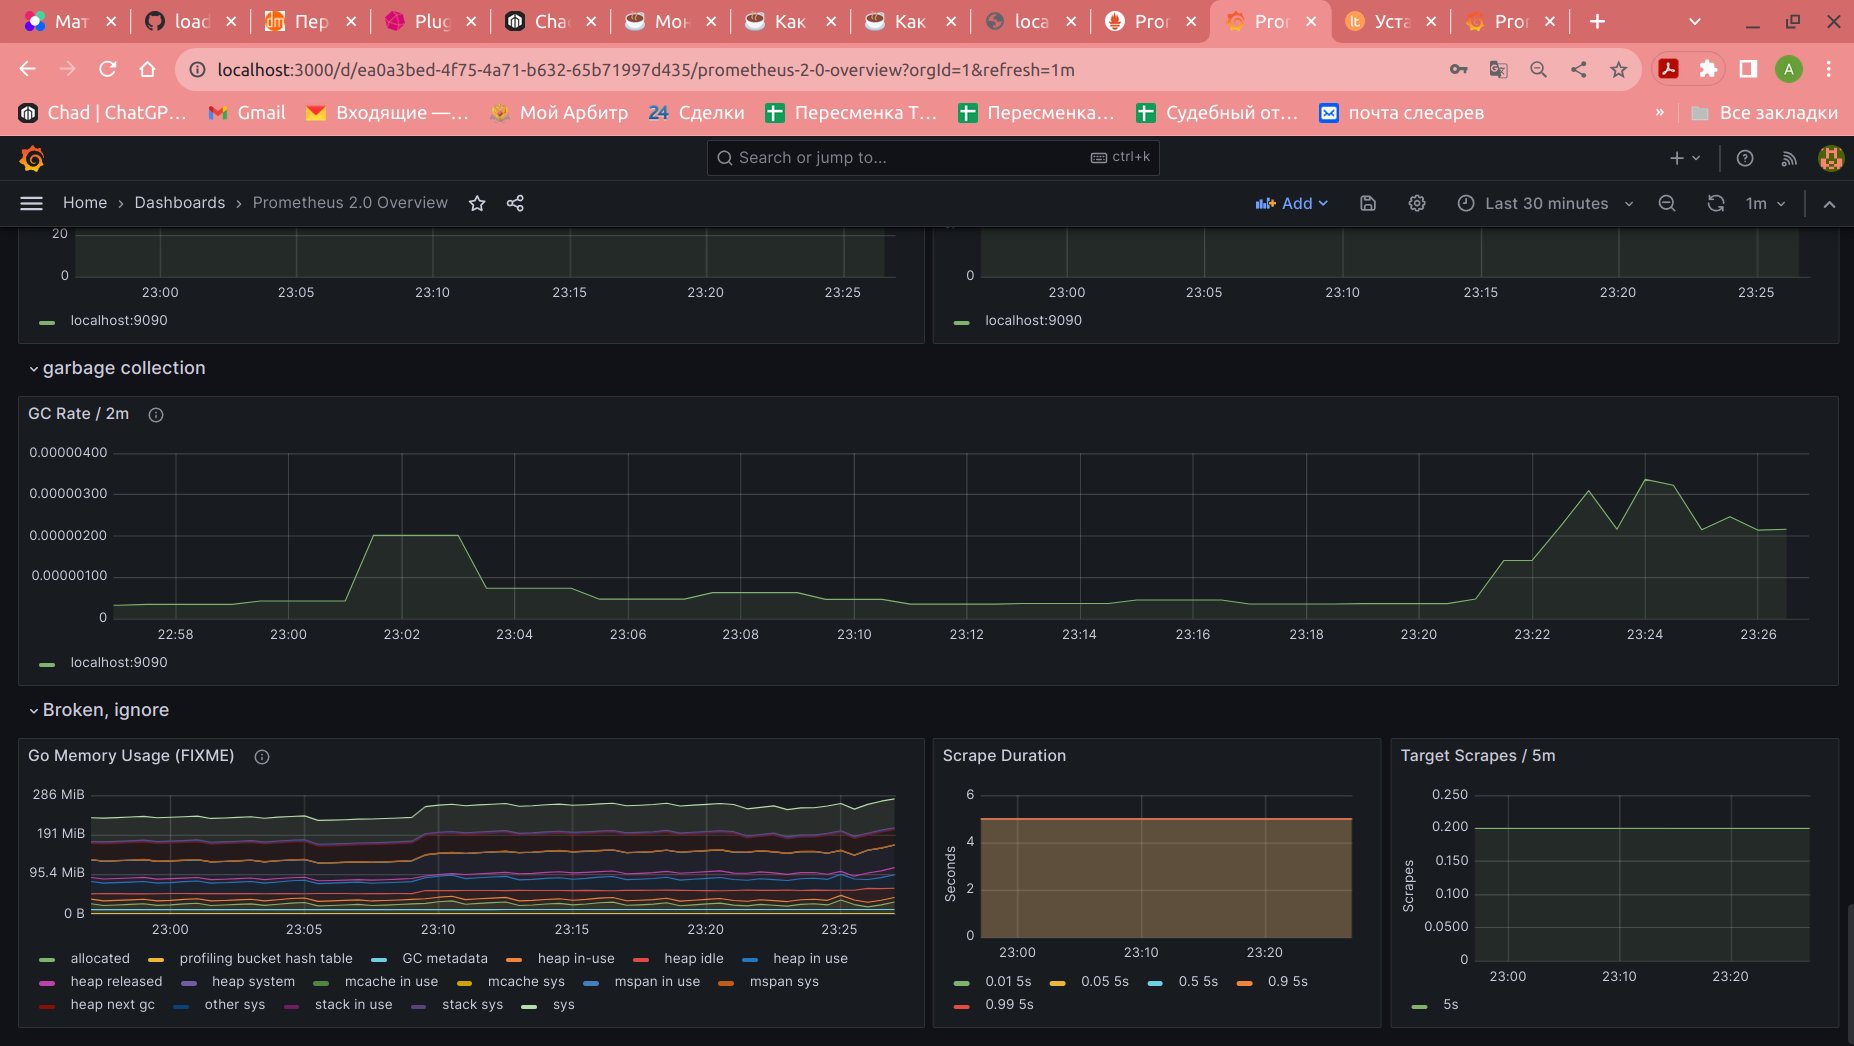 Мат
load
Пер
Plug
Chad
Мон
Как
Как
loca
Pror
Pror
Уста
Pror
localhost:3000/d/ea0a3bed-4f75-4a71-b632-65b71997d435/prometheus-2-0-overview?orgId=1&refresh=1m
A
Chad | ChatGP…
Gmail
Входящие —…
Мой Арбитр
24 Сделки
Пересменка Т…
Пересменка…
Судебный от…
почта слесарев
»
Все закладки
Search or jump to...
ctrl+k
Home › Dashboards › Prometheus 2.0 Overview
Add
Last 30 minutes
1m
20
0
23:00 23:05 23:10 23:15 23:20 23:25
localhost:9090
0
23:00 23:05 23:10 23:15 23:20 23:25
localhost:9090
garbage collection
GC Rate / 2m
0.00000400
0.00000300
0.00000200
0.00000100
0
22:58 23:00 23:02 23:04 23:06 23:08 23:10 23:12 23:14 23:16 23:18 23:20 23:22 23:24 23:26
localhost:9090
Broken, ignore
Go Memory Usage (FIXME)
286 MiB
191 MiB
95.4 MiB
0 B
23:00 23:05 23:10 23:15 23:20 23:25
allocated profiling bucket hash table GC metadata heap in-use heap idle heap in use
heap released heap system mcache in use mcache sys mspan in use mspan sys
heap next gc other sys stack in use stack sys sys
Scrape Duration
Seconds
6
4
2
0
23:00 23:10 23:20
0.01 5s 0.05 5s 0.5 5s 0.9 5s
0.99 5s
Target Scrapes / 5m
Scrapes
0.250
0.200
0.150
0.100
0.0500
0
23:00 23:10 23:20
5s